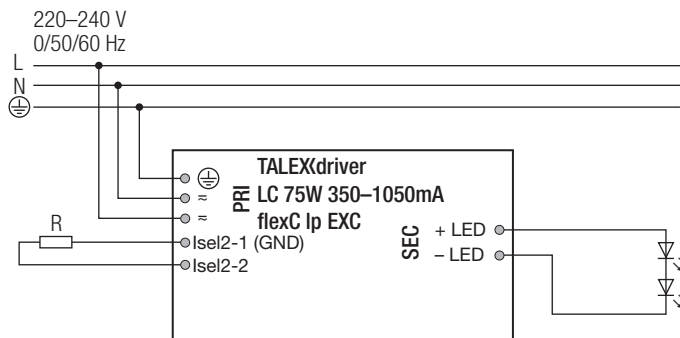 220–240 V
0/50/60 Hz
L
N
TALEXXdriver
LC 75W 350–1050mA
flexC lp EXC
PRI
SEC
≂
≂
R
Isel2-1 (GND)
Isel2-2
+ LED
– LED